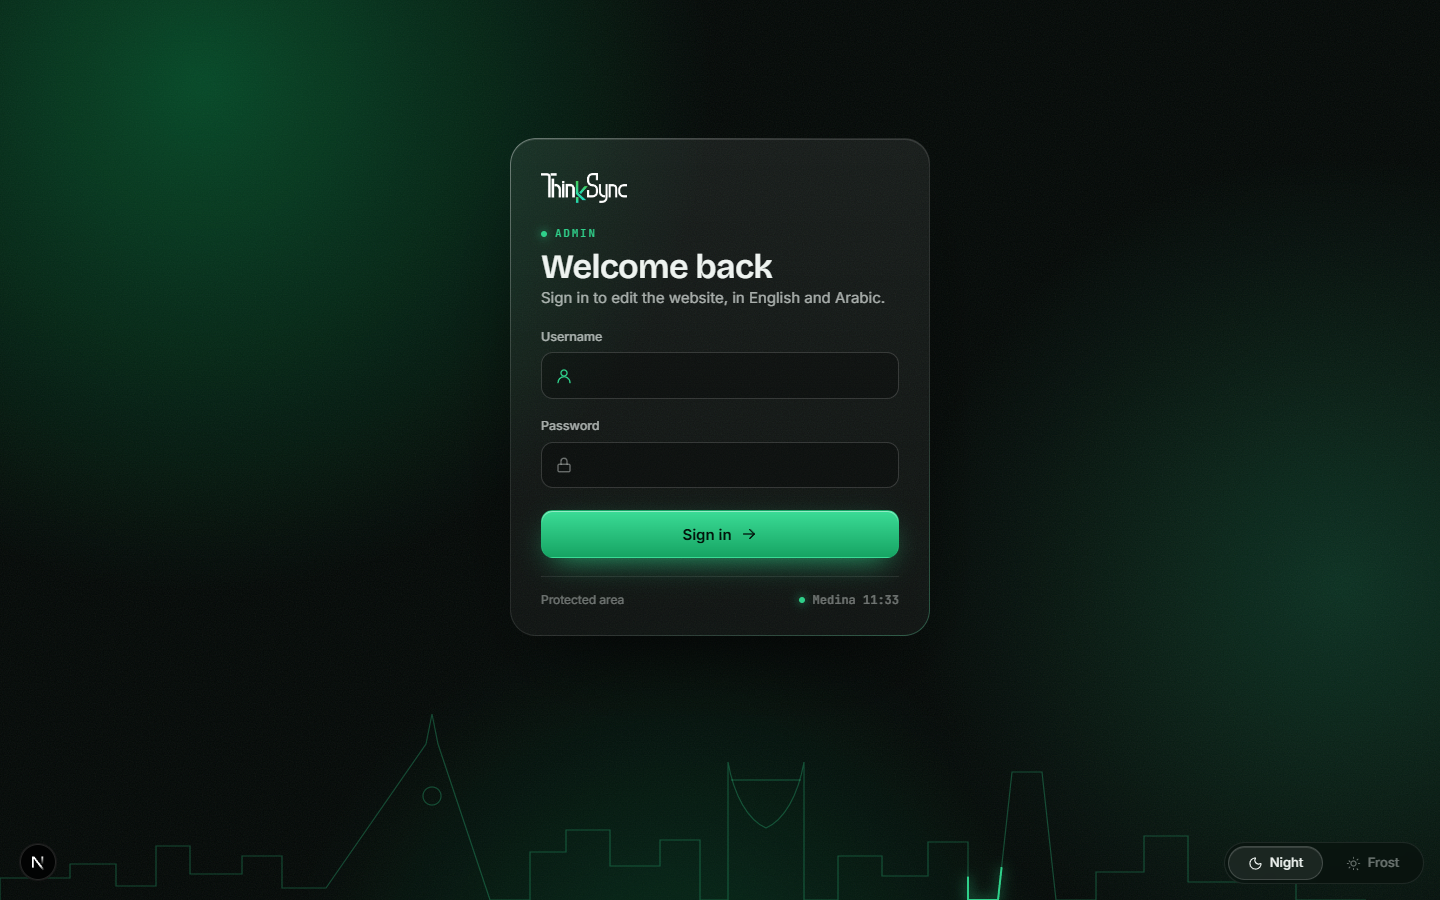 ThinkSync
ADMIN
Welcome back
Sign in to edit the website, in English and Arabic.
Username
Password
Sign in →
Protected area
Medina 11:33
N
Night
Frost